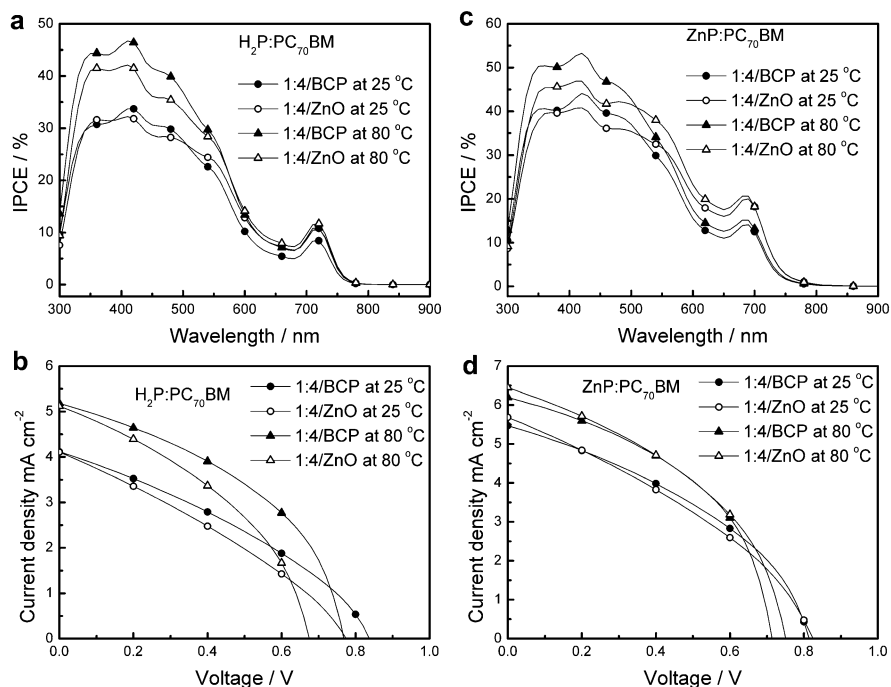 a
H₂P:PC₇₀BM
1:4/BCP at 25 °C
1:4/ZnO at 25 °C
1:4/BCP at 80 °C
1:4/ZnO at 80 °C
60
50
40
30
20
10
0
IPCE / %
300 400 500 600 700 800 900
Wavelength / nm
c
ZnP:PC₇₀BM
1:4/BCP at 25 °C
1:4/ZnO at 25 °C
1:4/BCP at 80 °C
1:4/ZnO at 80 °C
60
50
40
30
20
10
0
IPCE / %
300 400 500 600 700 800 900
Wavelength / nm
b
H₂P:PC₇₀BM
1:4/BCP at 25 °C
1:4/ZnO at 25 °C
1:4/BCP at 80 °C
1:4/ZnO at 80 °C
6
5
4
3
2
1
0
Current density mA cm⁻²
0.0 0.2 0.4 0.6 0.8 1.0
Voltage / V
d
ZnP:PC₇₀BM
1:4/BCP at 25 °C
1:4/ZnO at 25 °C
1:4/BCP at 80 °C
1:4/ZnO at 80 °C
7
6
5
4
3
2
1
0
Current density mA cm⁻²
0.0 0.2 0.4 0.6 0.8 1.0
Voltage / V